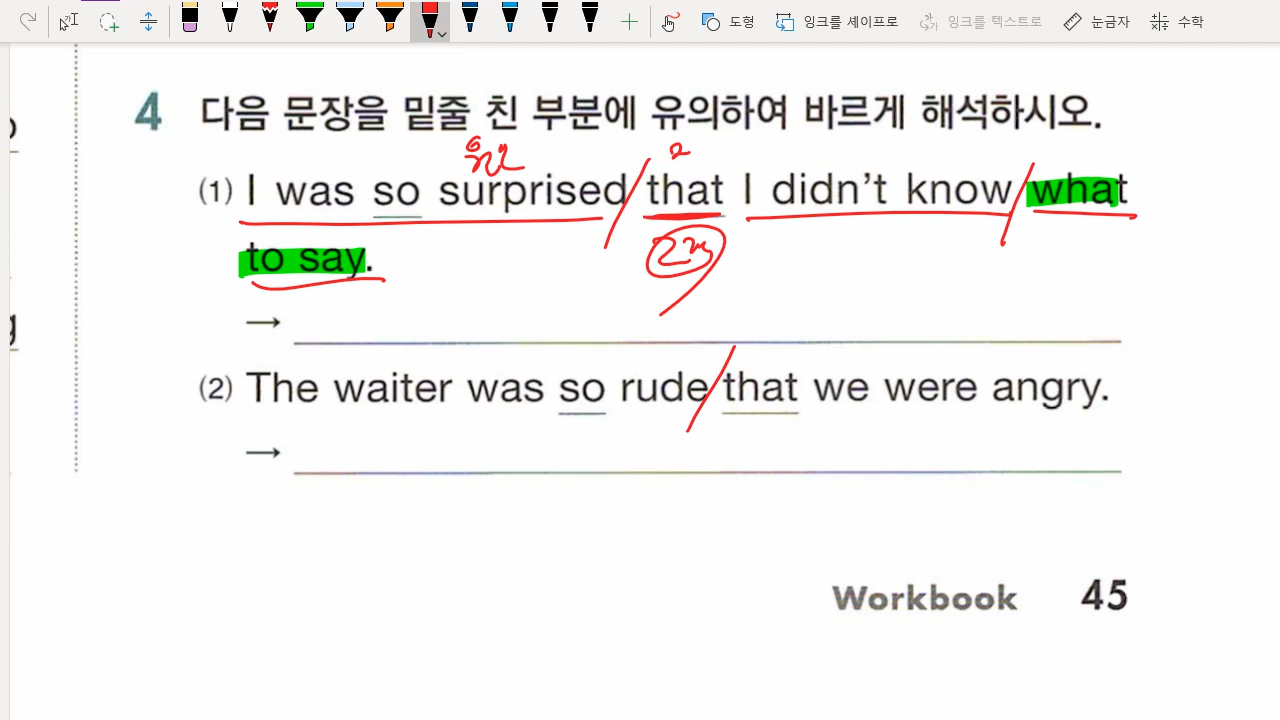 도형 잉크를 셰이프로 잉크를 텍스트로 눈금자 수학
4 다음 문장을 밑줄 친 부분에 유의하여 바르게 해석하시오.
(1) I was so surprised that I didn't know what
to say.
→
(2) The waiter was so rude that we were angry.
→
Workbook 45